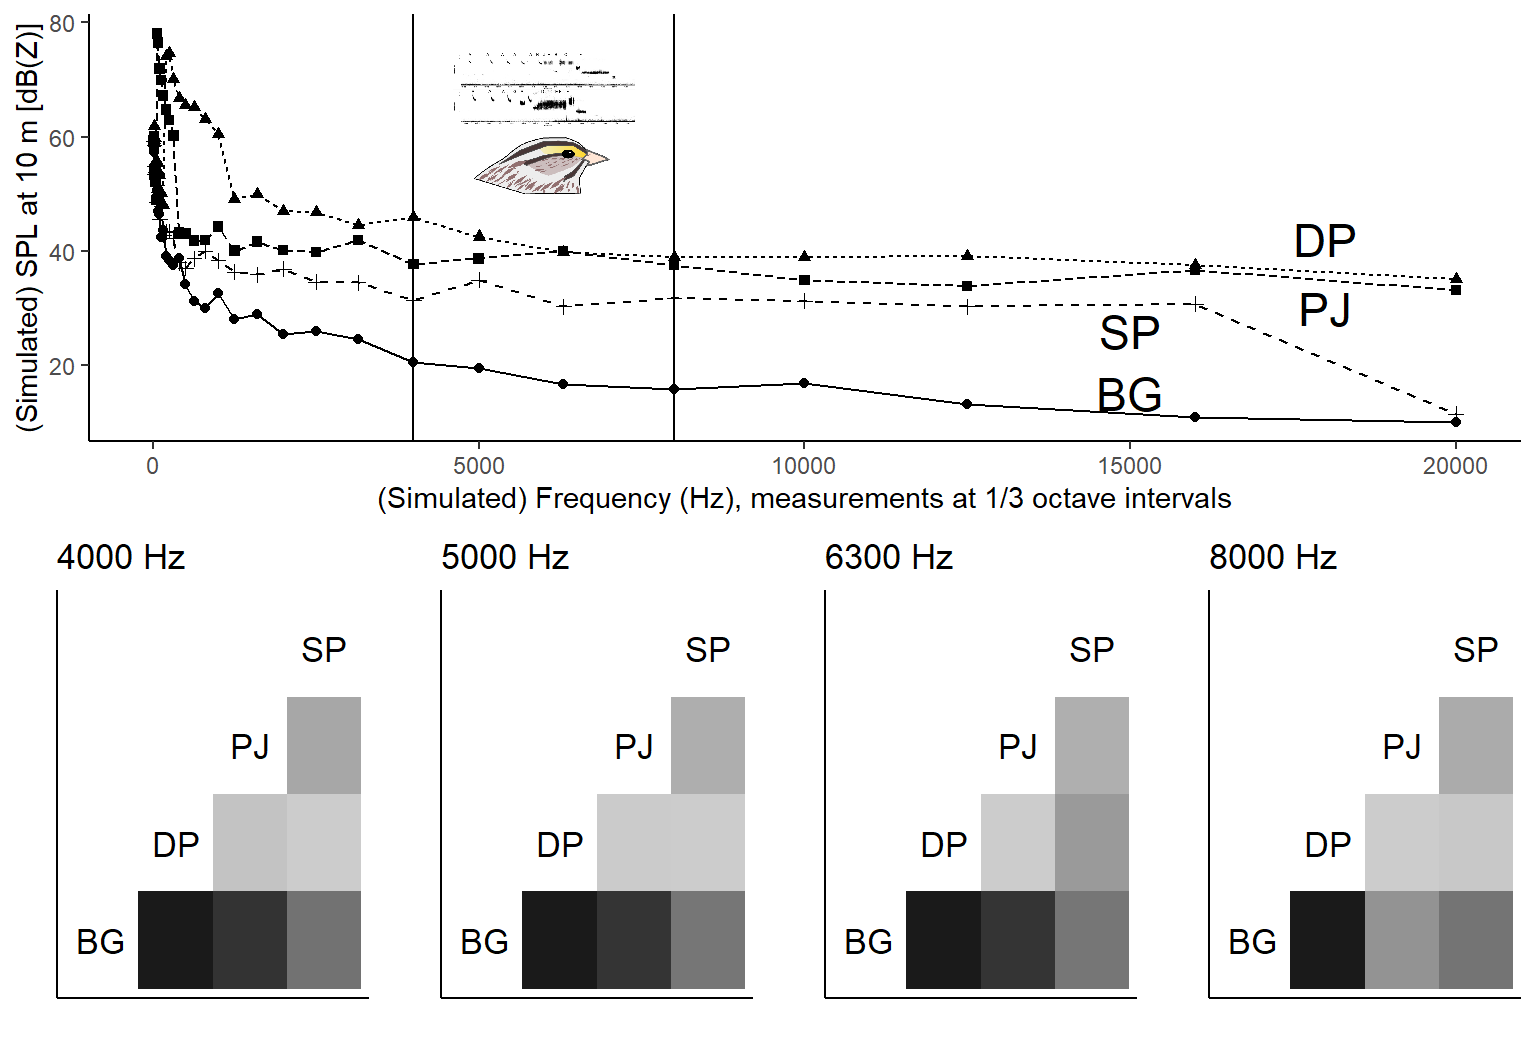 (Simulated) SPL at 10 m [dB(Z)]
80
60
40
20
DP
PJ
SP
BG
0 5000 10000 15000 20000
(Simulated) Frequency (Hz), measurements at 1/3 octave intervals
4000 Hz 5000 Hz 6300 Hz 8000 Hz
SP SP SP SP
PJ PJ PJ PJ
DP DP DP DP
BG BG BG BG